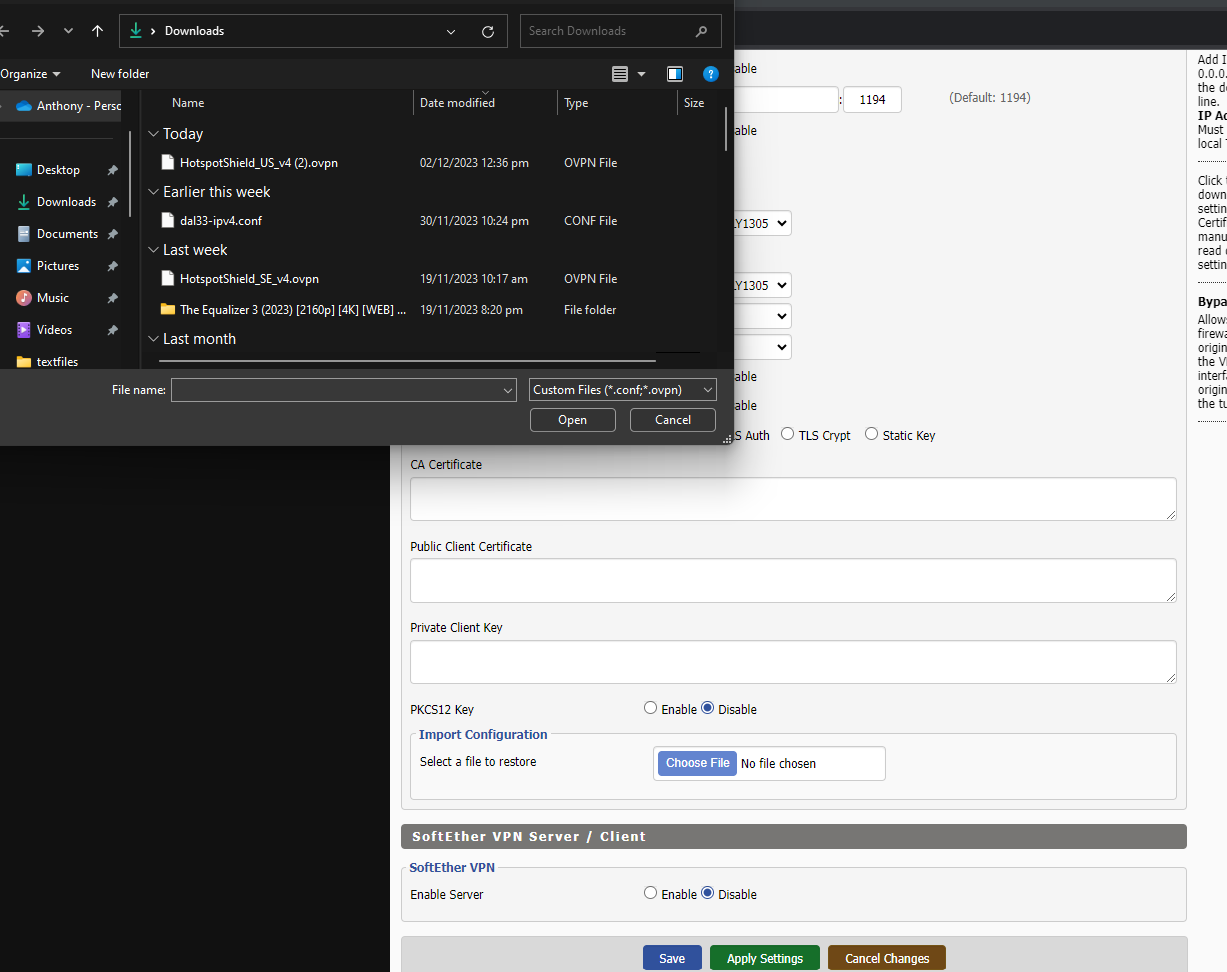 Downloads
Search Downloads
Organize
New folder
Anthony - Perso
Name
Date modified
Type
Size
Today
HotspotShield_US_v4 (2).ovpn 02/12/2023 12:36 pm OVPN File
Earlier this week
dal33-ipv4.conf 30/11/2023 10:24 pm CONF File
Last week
HotspotShield_SE_v4.ovpn 19/11/2023 10:17 am OVPN File
The Equalizer 3 (2023) [2160p] [4K] [WEB] ... 19/11/2023 8:20 pm File folder
Last month
Desktop
Downloads
Documents
Pictures
Music
Videos
textfiles
File name:
Custom Files (*.conf;*.ovpn)
Open
Cancel
able
: 1194 (Default: 1194)
able
LY1305
LY1305
able
able
S Auth TLS Crypt Static Key
CA Certificate
Public Client Certificate
Private Client Key
PKCS12 Key Enable Disable
Import Configuration
Select a file to restore Choose File No file chosen
SoftEther VPN Server / Client
SoftEther VPN
Enable Server Enable Disable
Save Apply Settings Cancel Changes
Add I
0.0.0.
the d
line.
IP Ad
Must
local
Click
down
settin
Certif
manu
read
settin
Bypa
Allow
firewa
origin
the V
interf
origin
the tu